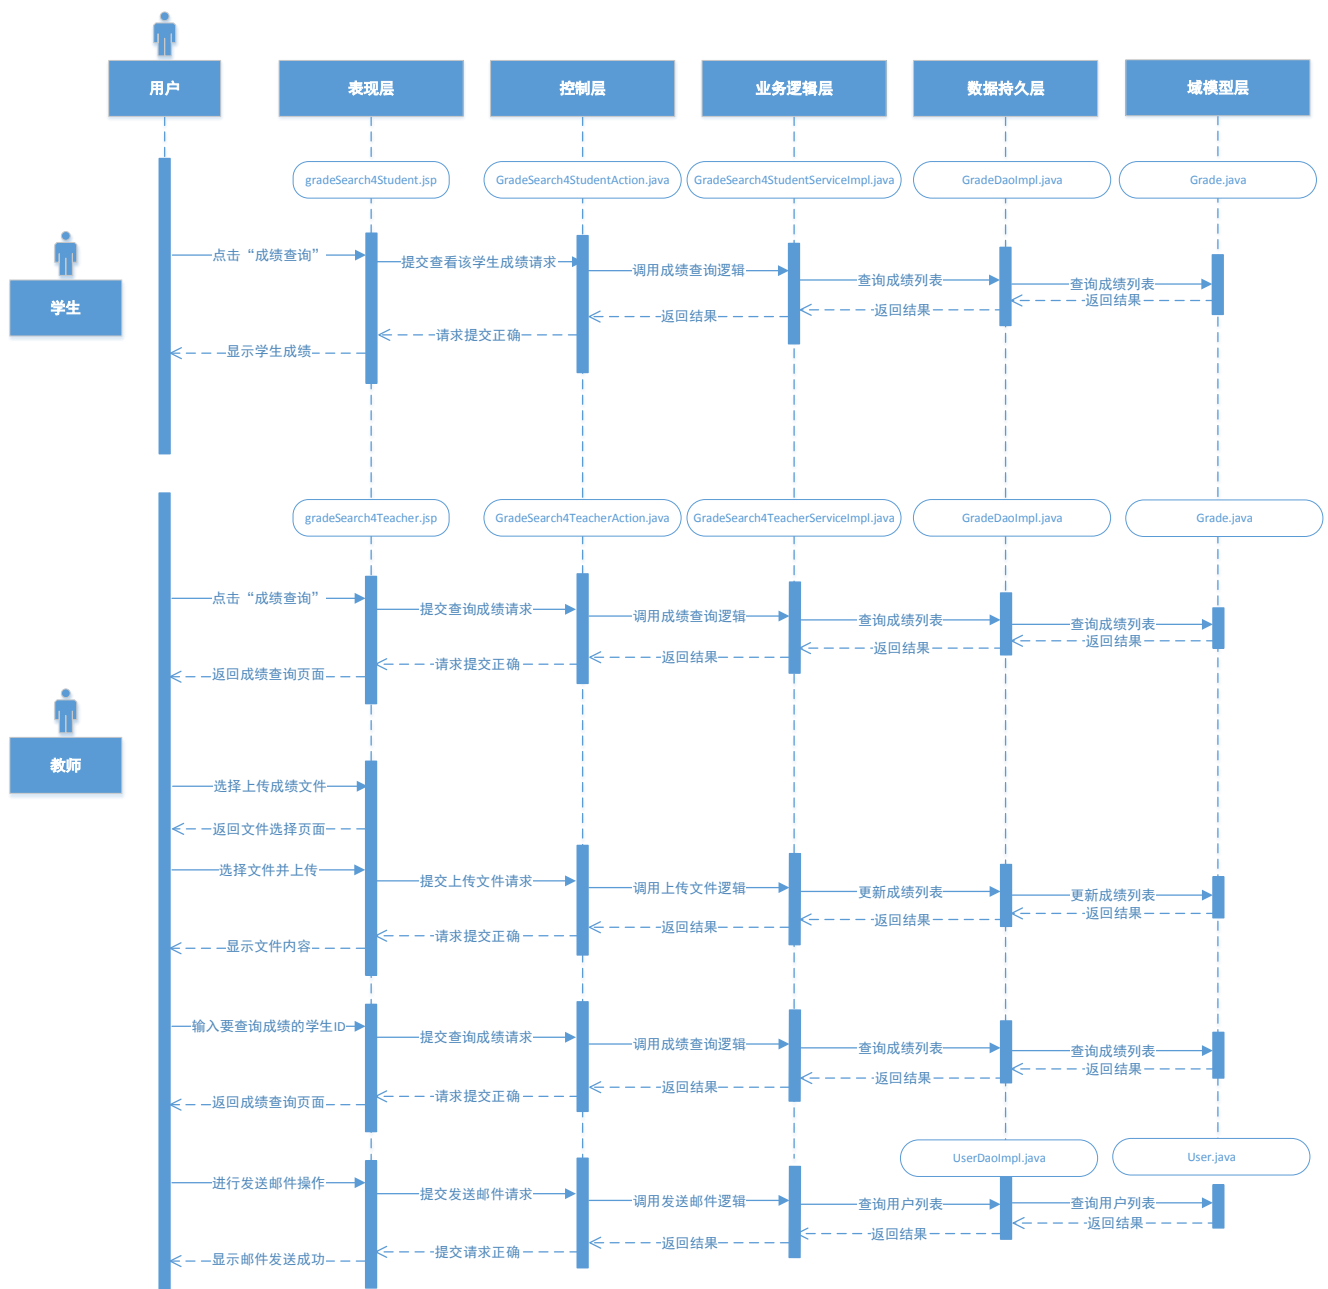 用户
表现层
控制层
业务逻辑层
数据持久层
域模型层
gradeSearch4Student.jsp
GradeSearch4StudentAction.java
GradeSearch4StudentServiceImpl.java
GradeDaoImpl.java
Grade.java
学生
点击“成绩查询”
提交查看该学生成绩请求
调用成绩查询逻辑
查询成绩列表
查询成绩列表
返回结果
返回结果
返回结果
请求提交正确
显示学生成绩
gradeSearch4Teacher.jsp
GradeSearch4TeacherAction.java
GradeSearch4TeacherServiceImpl.java
GradeDaoImpl.java
Grade.java
点击“成绩查询”
提交查询成绩请求
调用成绩查询逻辑
查询成绩列表
查询成绩列表
返回结果
返回结果
返回结果
请求提交正确
返回成绩查询页面
教师
选择上传成绩文件
返回文件选择页面
选择文件并上传
提交上传文件请求
调用上传文件逻辑
更新成绩列表
更新成绩列表
返回结果
返回结果
返回结果
请求提交正确
显示文件内容
输入要查询成绩的学生ID
提交查询成绩请求
调用成绩查询逻辑
查询成绩列表
查询成绩列表
返回结果
返回结果
返回结果
请求提交正确
返回成绩查询页面
UserDaoImpl.java
User.java
进行发送邮件操作
提交发送邮件请求
调用发送邮件逻辑
查询用户列表
查询用户列表
返回结果
返回结果
返回结果
提交请求正确
显示邮件发送成功